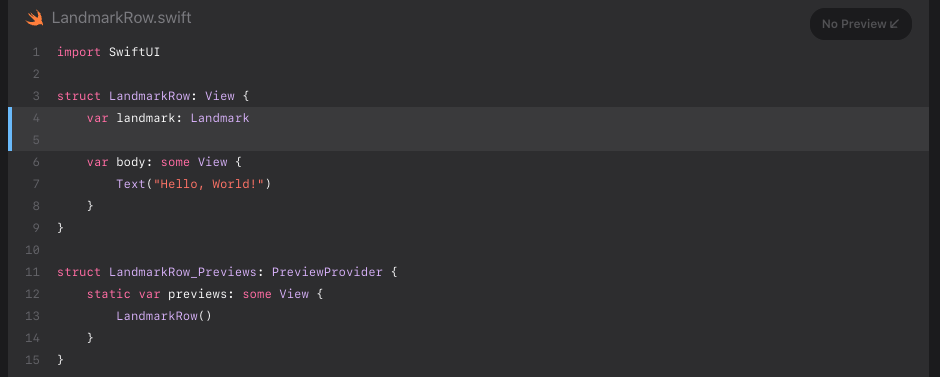 LandmarkRow.swift
No Preview
1 import SwiftUI
2
3 struct LandmarkRow: View {
4     var landmark: Landmark
5
6     var body: some View {
7         Text("Hello, World!")
8     }
9 }
10
11 struct LandmarkRow_Previews: PreviewProvider {
12     static var previews: some View {
13         LandmarkRow()
14     }
15 }